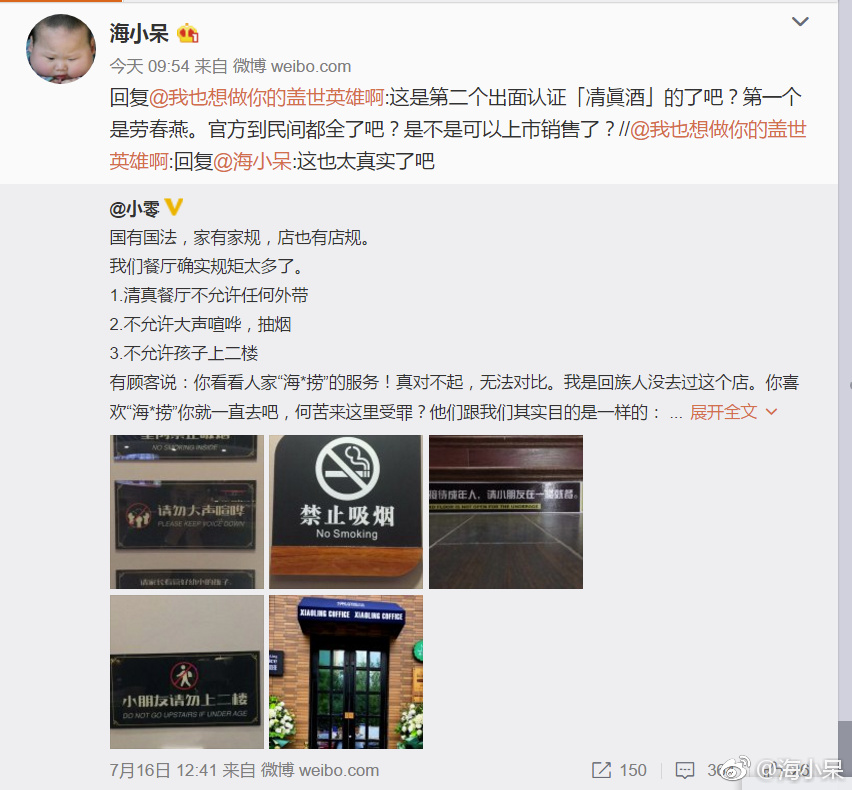 海小呆
今天 09:54 来自 微博 weibo.com
回复@我也想做你的盖世英雄啊:这是第二个出面认证「清真酒」的了吧？第一个
是劳春燕。官方到民间都全了吧？是不是可以上市销售了？//@我也想做你的盖世
英雄啊:回复@海小呆:这也太真实了吧
@小零
国有国法，家有家规，店也有店规。
我们餐厅确实规矩太多了。
1.清真餐厅不允许任何外带
2.不允许大声喧哗，抽烟
3.不允许孩子上二楼
有顾客说：你看看人家“海*捞”的服务！真对不起，无法对比。我是回族人没去过这个店。你喜
欢“海*捞”你就一直去吧，何苦来这里受罪？他们跟我们其实目的是一样的： ... 展开全文
NO SMOKING INSIDE
请勿大声喧哗
PLEASE KEEP VOICE DOWN
禁止吸烟
No Smoking
接待成年人，请小朋友在一楼就餐。
小朋友请勿上二楼
DO NOT GO UPSTAIRS IF UNDER AGE
XIAOLING COFFICE XIAOLING COFFICE
7月16日 12:41 来自 微博 weibo.com
150
@海小呆